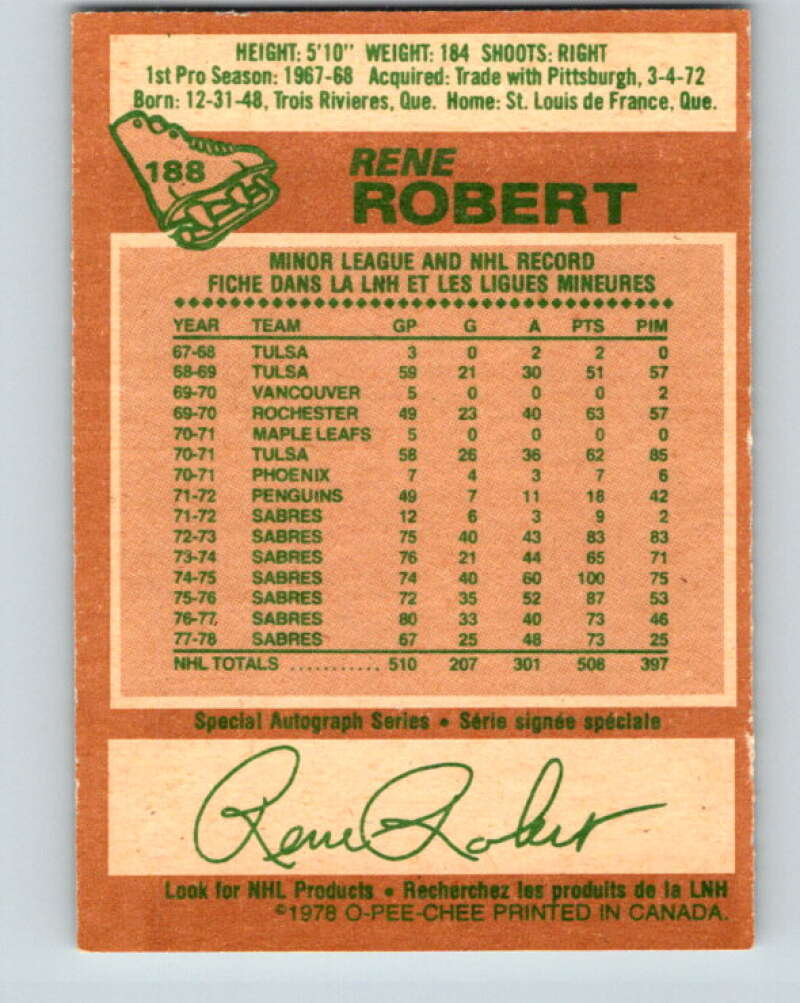 HEIGHT: 5'10" WEIGHT: 184 SHOOTS: RIGHT
1st Pro Season: 1967-68 Acquired: Trade with Pittsburgh, 3-4-72
Born: 12-31-48, Trois Rivieres, Que. Home: St. Louis de France, Que.
188
RENE
ROBERT
MINOR LEAGUE AND NHL RECORD
FICHE DANS LA LNH ET LES LIGUES MINEURES
YEAR TEAM GP G A PTS PIM
67-68 TULSA 3 0 2 2 0
68-69 TULSA 59 21 30 51 57
69-70 VANCOUVER 5 0 0 0 2
69-70 ROCHESTER 49 23 40 63 57
70-71 MAPLE LEAFS 5 0 0 0 0
70-71 TULSA 58 26 36 62 85
70-71 PHOENIX 7 4 3 7 6
71-72 PENGUINS 49 7 11 18 42
71-72 SABRES 12 6 3 9 2
72-73 SABRES 75 40 43 83 83
73-74 SABRES 76 21 44 65 71
74-75 SABRES 74 40 60 100 75
75-76 SABRES 72 35 52 87 53
76-77 SABRES 80 33 40 73 46
77-78 SABRES 67 25 48 73 25
NHL TOTALS ........... 510 207 301 508 397
Special Autograph Series • Série signée spéciale
Rene Robert
Look for NHL Products • Recherchez les produits de la LNH
©1978 O-PEE-CHEE PRINTED IN CANADA.